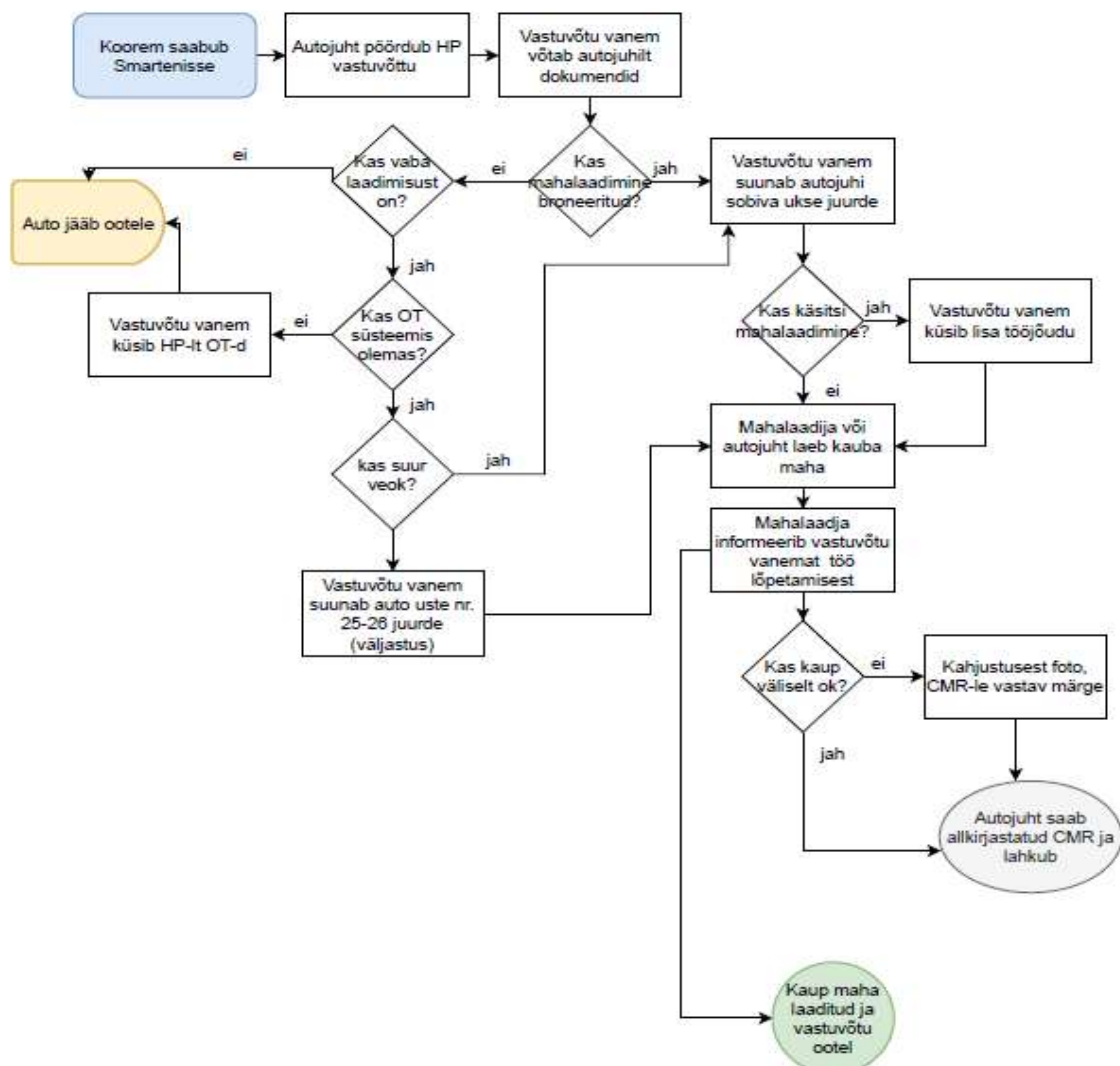 Koorem saabub
Smartenisse
Autojuht pöördub HP
vastuvõttu
Vastuvõtu vanem
võtab autojuhilt
dokumendid
Kas
mahalaadimine
broneeritud?
ei
jah
Kas vaba
laadimisust
on?
ei
jah
Auto jääb ootele
Kas OT
süsteemis
olemas?
ei
jah
Vastuvõtu vanem
küsib HP-lt OT-d
kas suur
veok?
jah
Vastuvõtu vanem
suunab auto uste nr.
25-26 juurde
(väljastus)
Vastuvõtu vanem
suunab autojuhi
sobiva ukse juurde
Kas käsitsi
mahalaadimine?
jah
ei
Vastuvõtu vanem
küsib lisa tööjõudu
Mahalaadija või
autojuht laeb kauba
maha
Mahalaadja
informeerib vastuvõtu
vanemat töö
lõpetamisest
Kas kaup
väliselt ok?
ei
jah
Kahjustusest foto,
CMR-le vastav märge
Autojuht saab
allkirjastatud CMR ja
lahkub
Kaup maha
laaditud ja
vastuvõtu
ootel